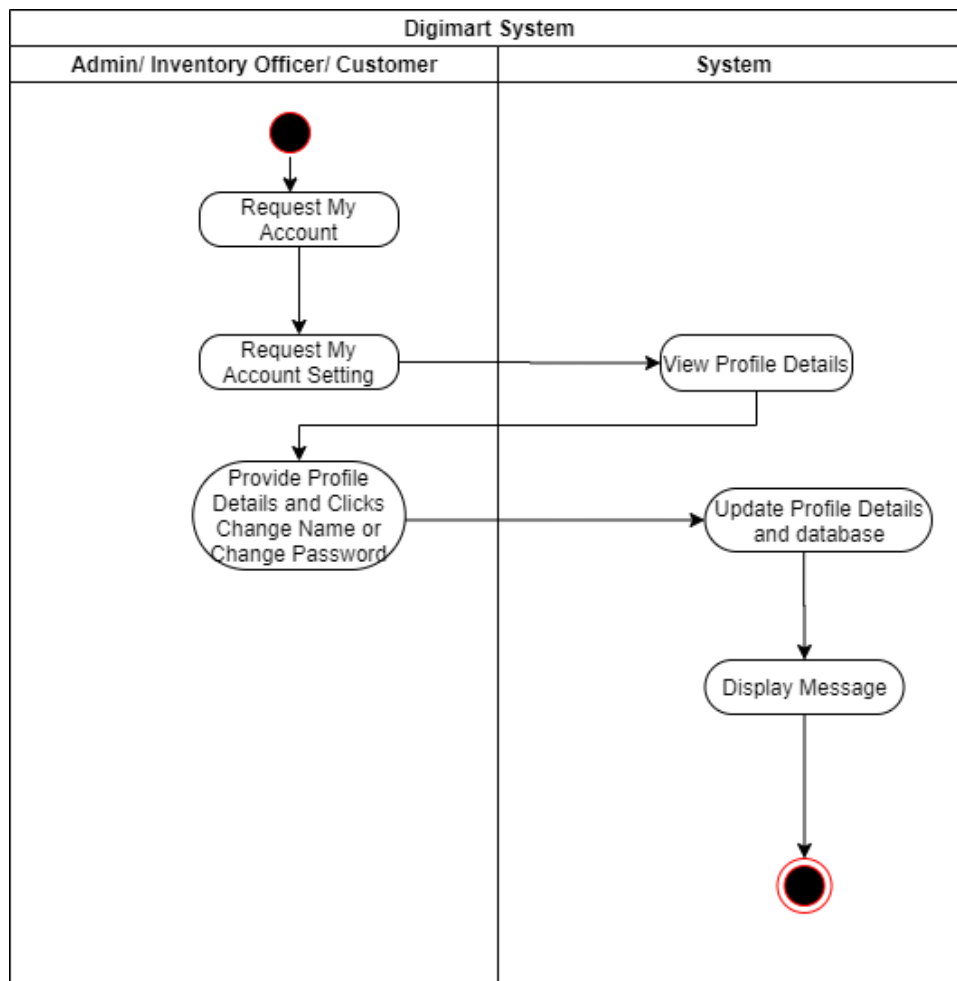 Digimart System
Admin/ Inventory Officer/ Customer
System
Request My
Account
Request My
Account Setting
View Profile Details
Provide Profile
Details and Clicks
Change Name or
Change Password
Update Profile Details
and database
Display Message